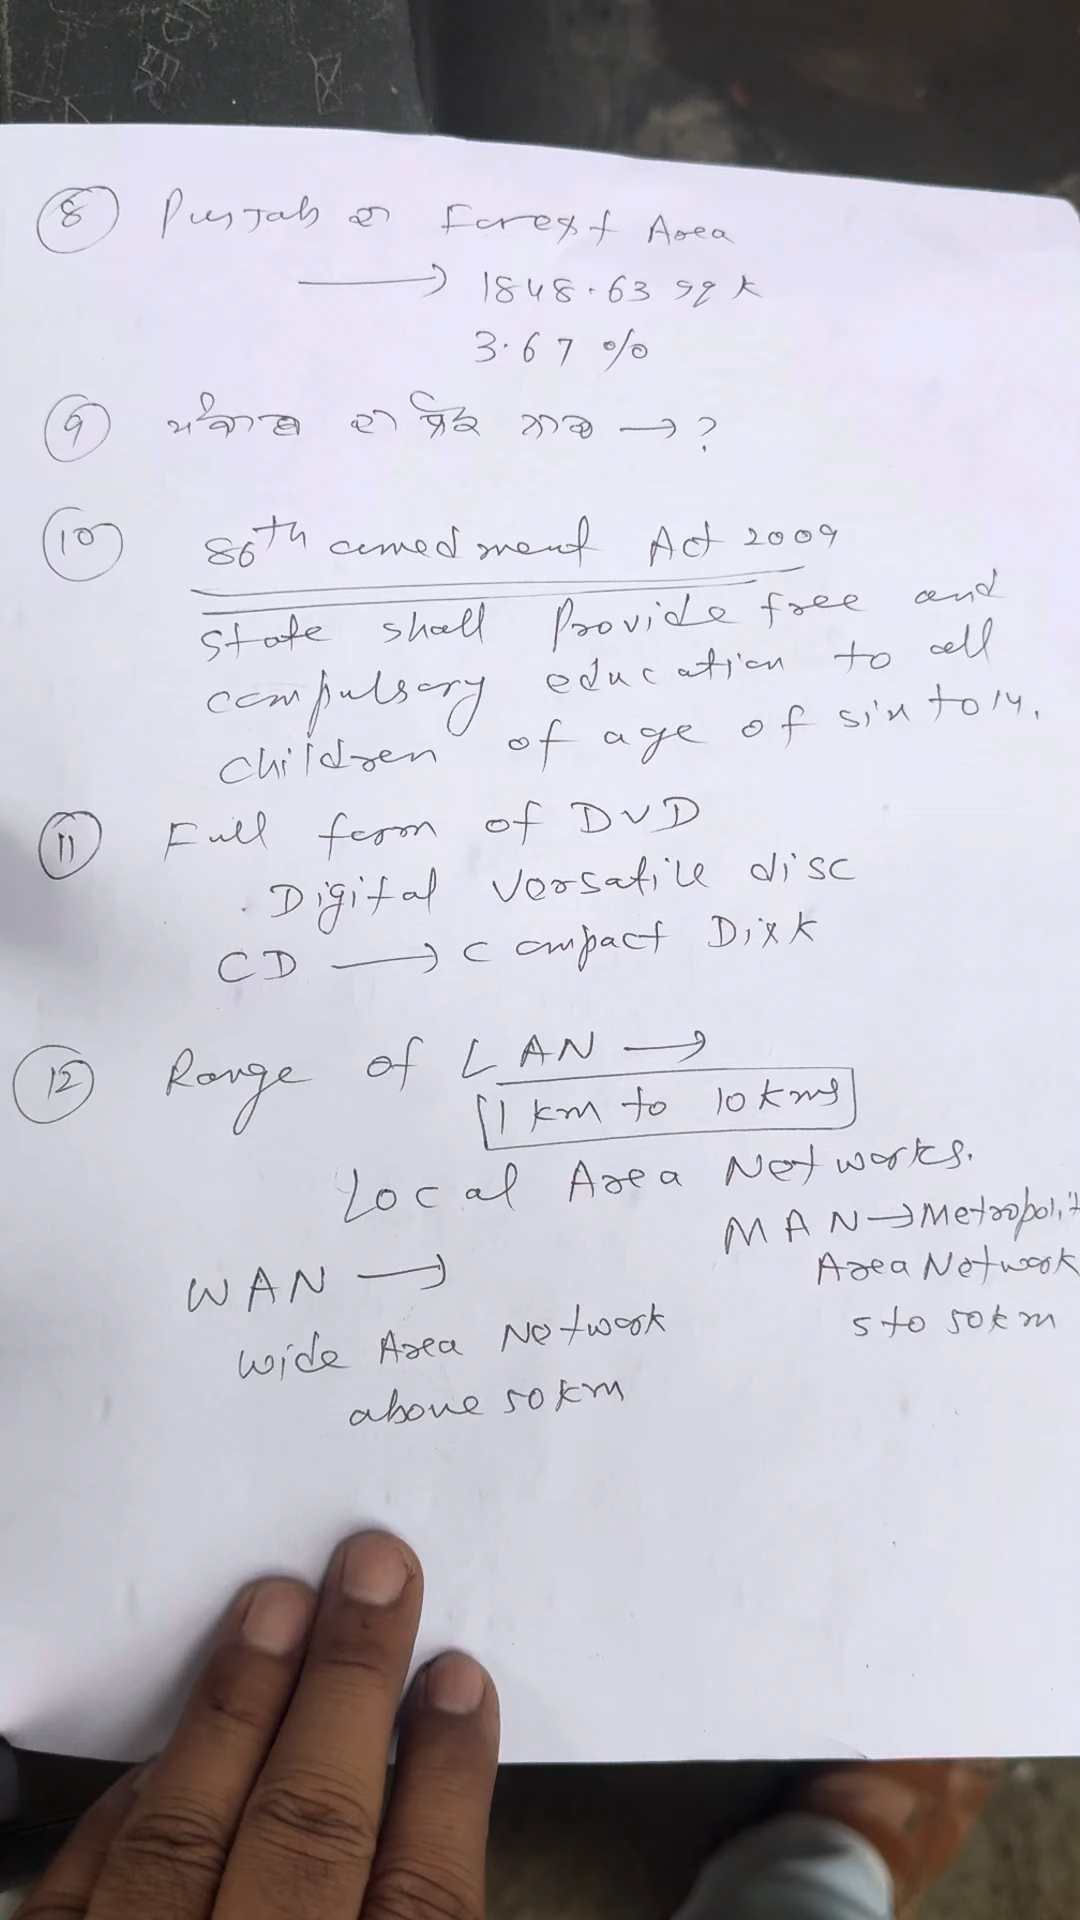 8 Punjab ਦਾ Forest Area
→ 1848.63 sq k
3.67 %
9 ਪੰਜਾਬ ਦਾ ਇਕ ਨਾਚ → ?
10 86th amedment Act 2009
State shall Provide free and
compulsory education to all
children of age of six to 14.
11 Full form of DVD
Digital Versatile disc
CD → Compact Disk
12 Range of LAN →
1 km to 10 kms
Local Area Networks.
MAN → Metropolit
Area Network
5 to 50 km
WAN →
Wide Area Network
above 50 km